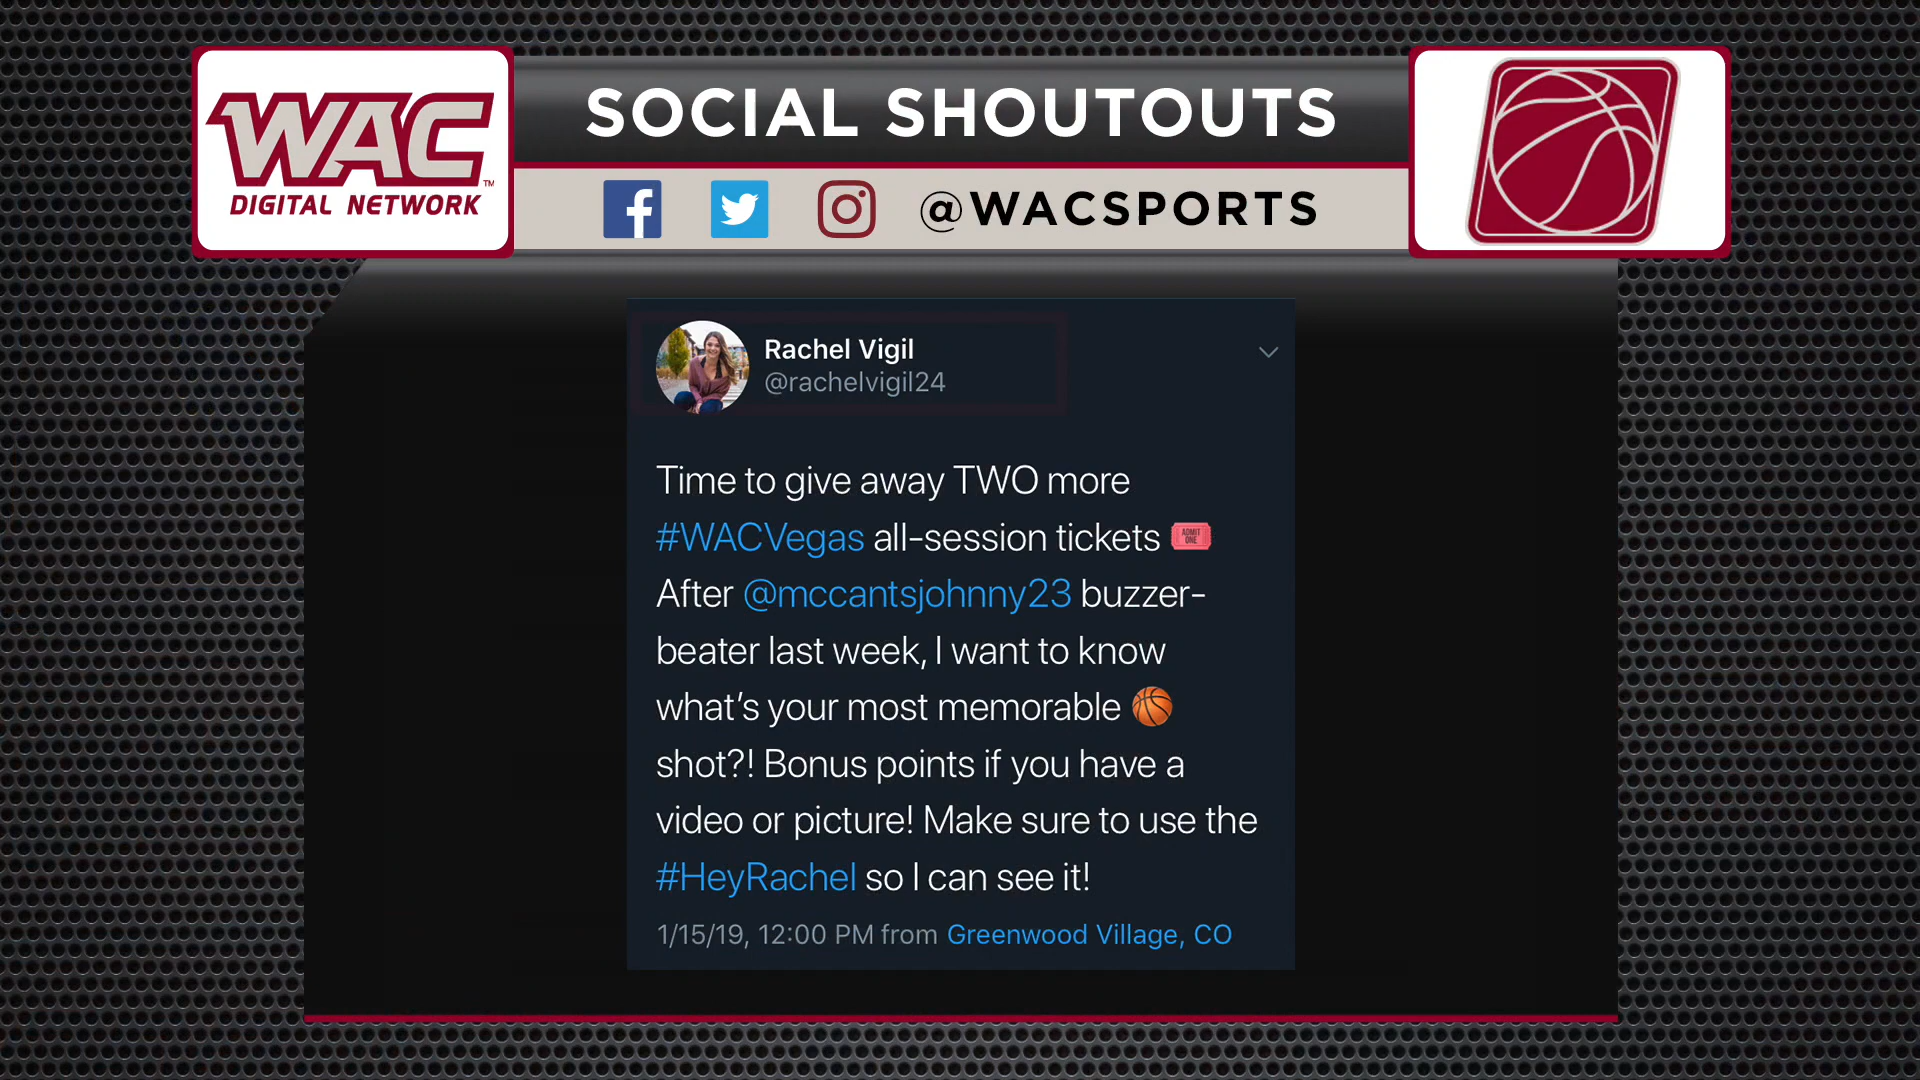 WAC
TM
DIGITAL NETWORK
SOCIAL SHOUTOUTS
@WACSPORTS
Rachel Vigil
@rachelvigil24
Time to give away TWO more
#WACVegas all-session tickets
ADMIT
ONE
After @mccantsjohnny23 buzzer-
beater last week, I want to know
what's your most memorable
shot?! Bonus points if you have a
video or picture! Make sure to use the
#HeyRachel so I can see it!
1/15/19, 12:00 PM from Greenwood Village, CO